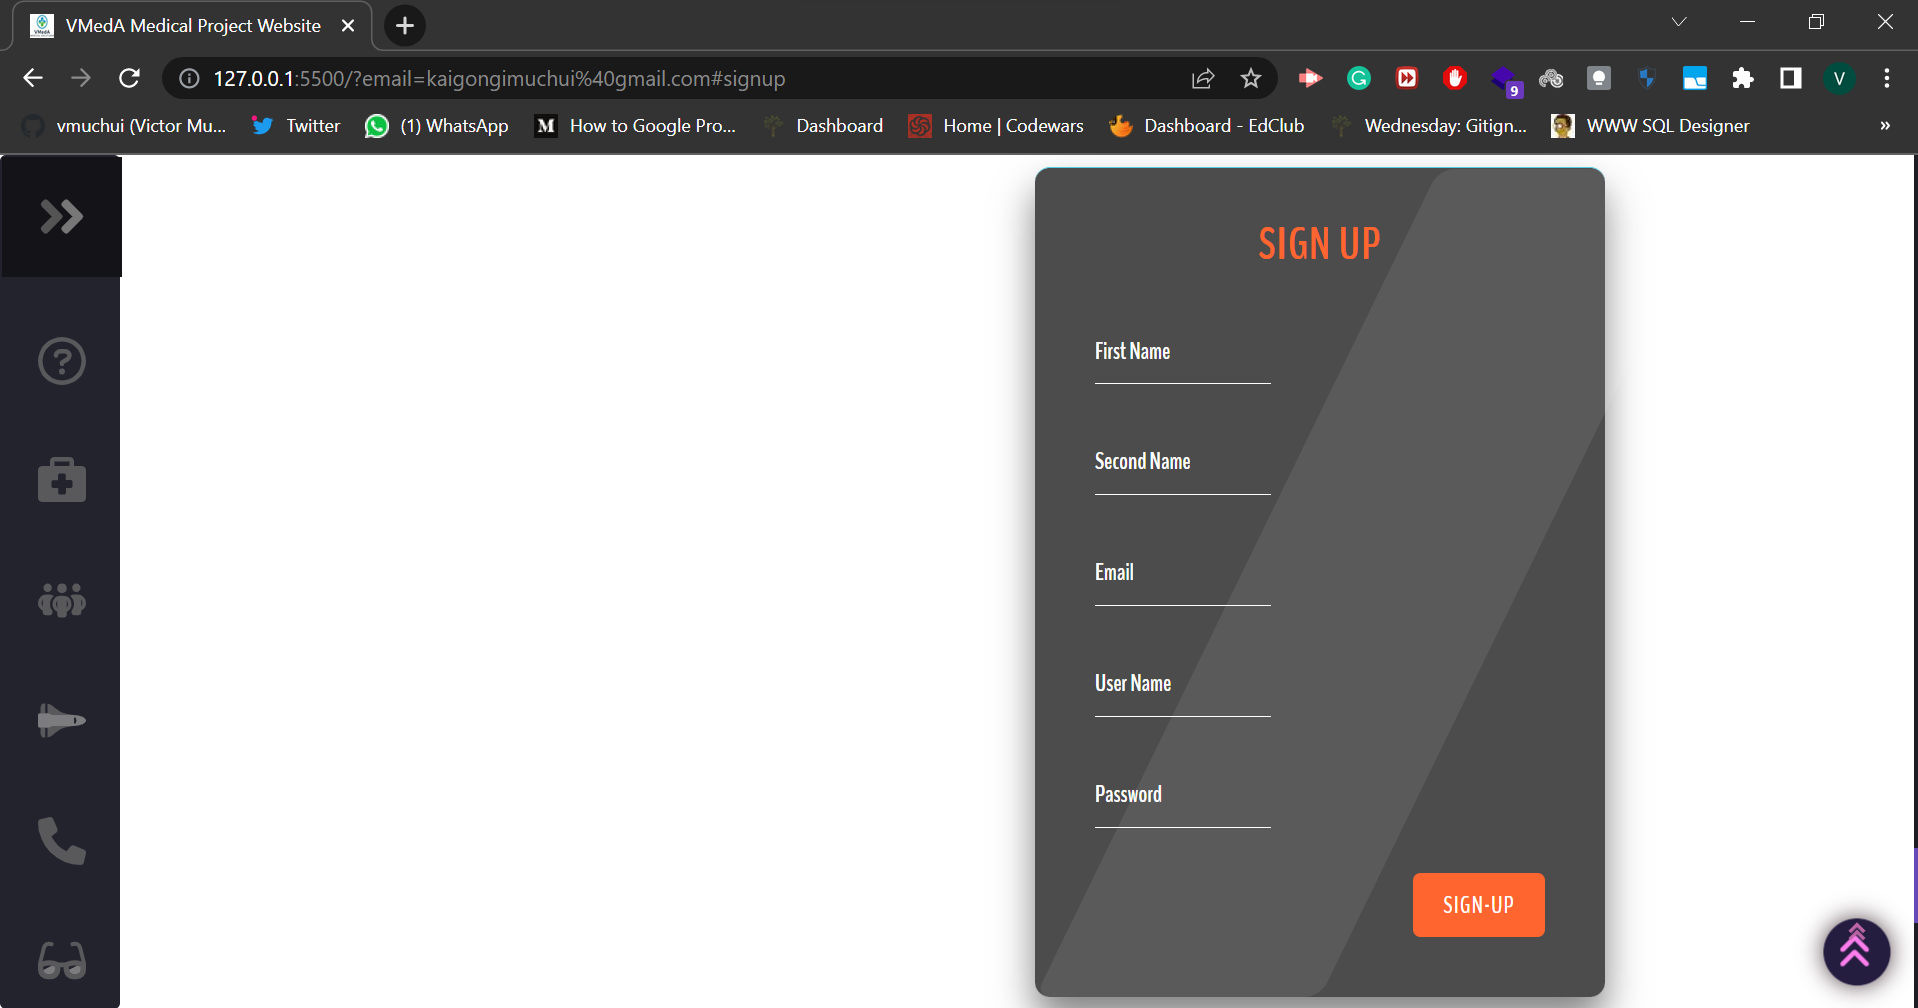 VMedA Medical Project Website
127.0.0.1:5500/?email=kaigongimuchui%40gmail.com#signup
9
V
vmuchui (Victor Mu...
Twitter
(1) WhatsApp
M
How to Google Pro...
Dashboard
Home | Codewars
Dashboard - EdClub
Wednesday: Gitign...
WWW SQL Designer
»
SIGN UP
First Name
Second Name
Email
User Name
Password
SIGN-UP